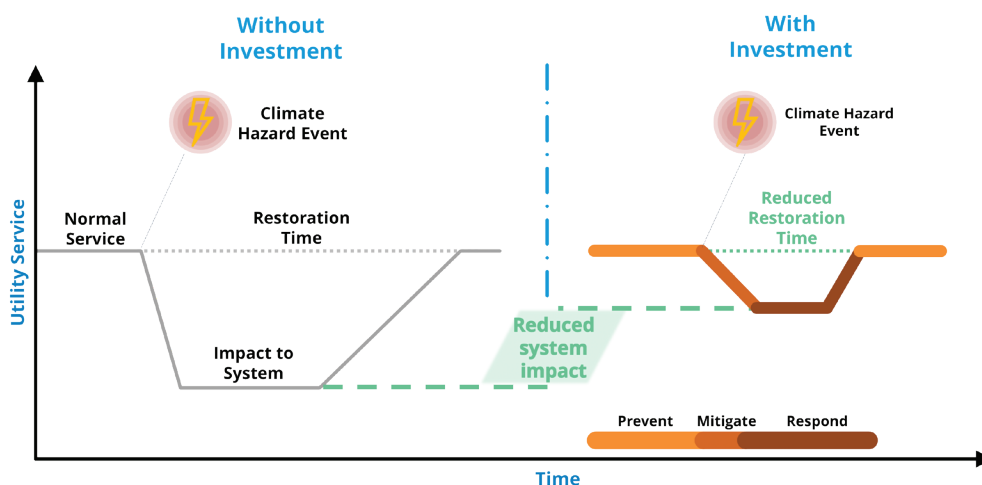 Without
Investment
With
Investment
Climate
Hazard Event
Climate Hazard
Event
Utility Service
Normal
Service
Restoration
Time
Reduced
Restoration
Time
Impact to
System
Reduced
system
impact
Prevent
Mitigate
Respond
Time